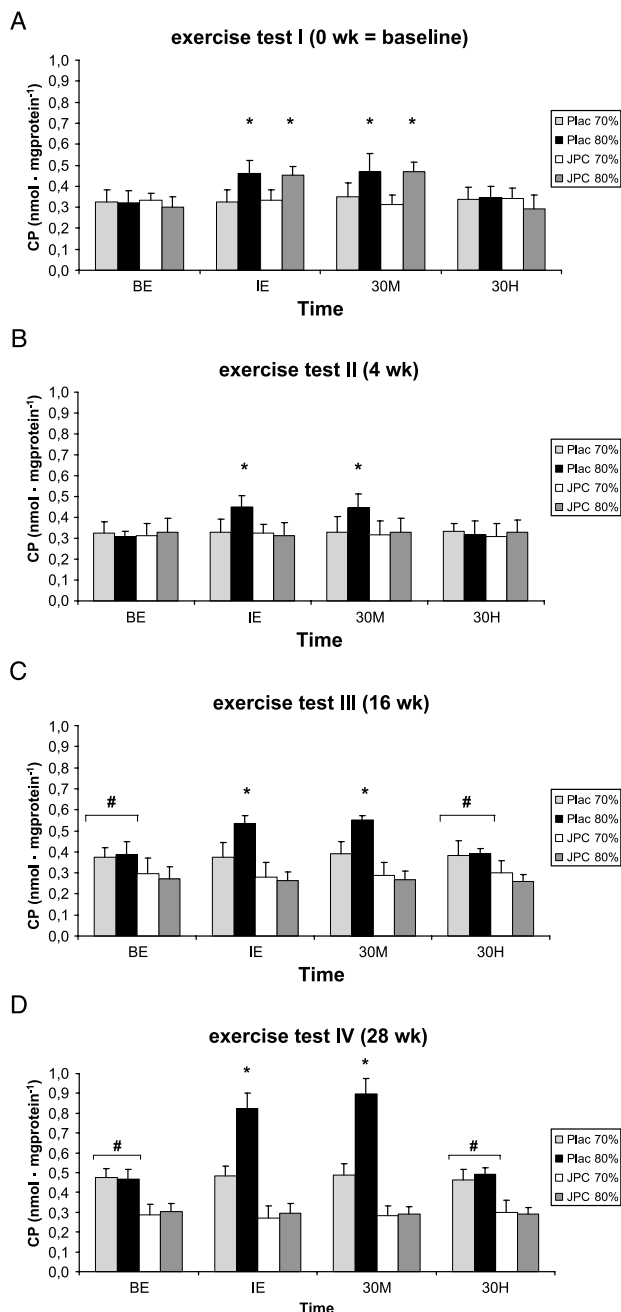 A
exercise test I (0 wk = baseline)
CP (nmol · mgprotein⁻¹)
1,0
0,9
0,8
0,7
0,6
0,5
0,4
0,3
0,2
0,1
0,0
* * * *
BE IE 30M 30H
Time
Plac 70%
Plac 80%
JPC 70%
JPC 80%
B
exercise test II (4 wk)
CP (nmol · mgprotein⁻¹)
1,0
0,9
0,8
0,7
0,6
0,5
0,4
0,3
0,2
0,1
0,0
* *
BE IE 30M 30H
Time
Plac 70%
Plac 80%
JPC 70%
JPC 80%
C
exercise test III (16 wk)
CP (nmol · mgprotein⁻¹)
1,0
0,9
0,8
0,7
0,6
0,5
0,4
0,3
0,2
0,1
0,0
# * * #
BE IE 30M 30H
Time
Plac 70%
Plac 80%
JPC 70%
JPC 80%
D
exercise test IV (28 wk)
CP (nmol · mgprotein⁻¹)
1,0
0,9
0,8
0,7
0,6
0,5
0,4
0,3
0,2
0,1
0,0
# * * #
BE IE 30M 30H
Time
Plac 70%
Plac 80%
JPC 70%
JPC 80%